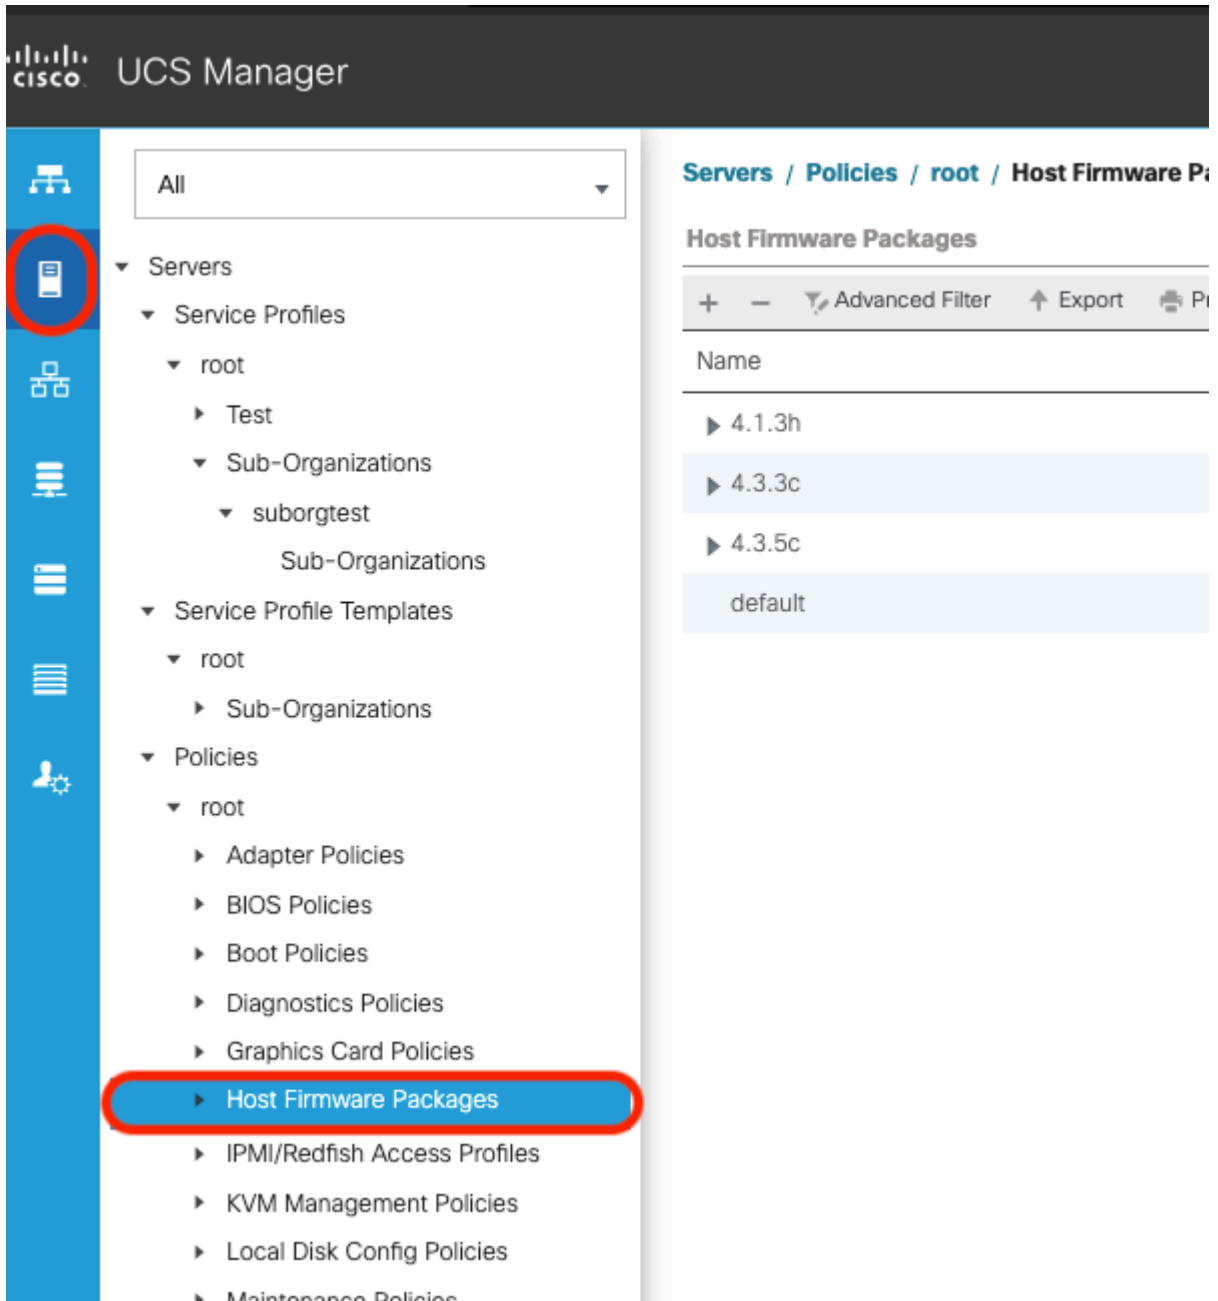 cisco UCS Manager
All
Servers
Service Profiles
root
Test
Sub-Organizations
suborgtest
Sub-Organizations
Service Profile Templates
root
Sub-Organizations
Policies
root
Adapter Policies
BIOS Policies
Boot Policies
Diagnostics Policies
Graphics Card Policies
Host Firmware Packages
IPMI/Redfish Access Profiles
KVM Management Policies
Local Disk Config Policies
Maintenance Policies
Servers / Policies / root / Host Firmware Pa
Host Firmware Packages
+ − Advanced Filter Export Pr
Name
4.1.3h
4.3.3c
4.3.5c
default